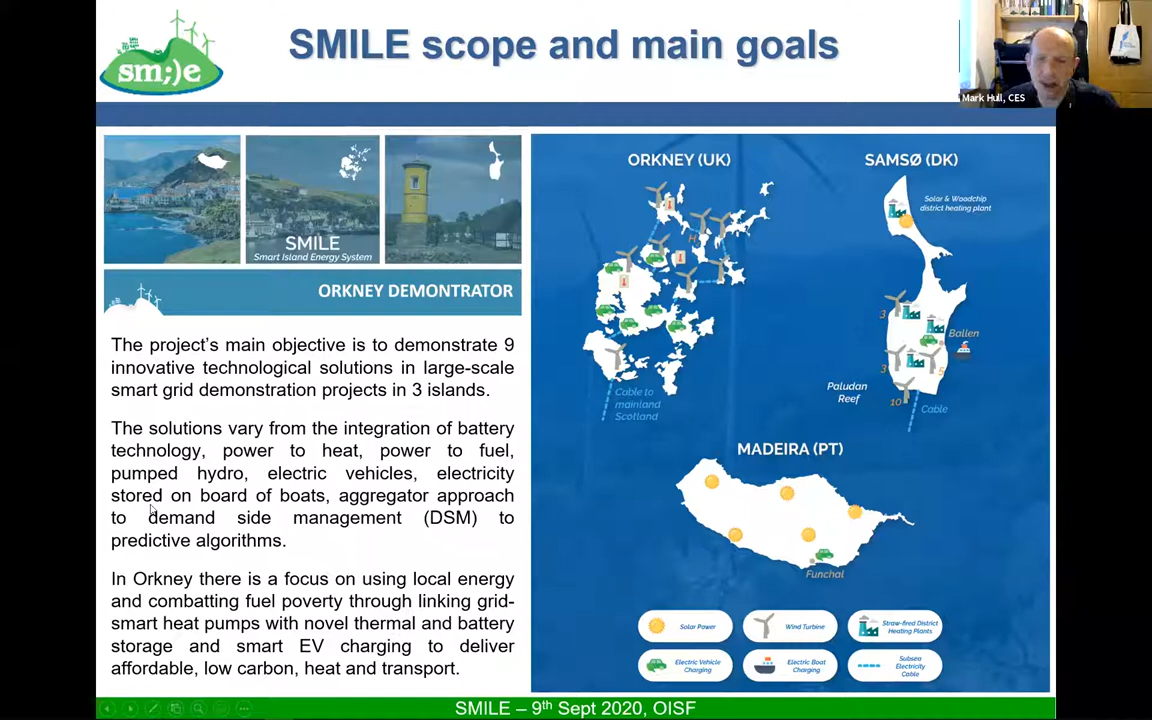 SMILE scope and main goals
sm;)e
Mark Hull, CES
SMILE
Smart Island Energy System
ORKNEY DEMONTRATOR
The project's main objective is to demonstrate 9
innovative technological solutions in large-scale
smart grid demonstration projects in 3 islands.
The solutions vary from the integration of battery
technology, power to heat, power to fuel,
pumped hydro, electric vehicles, electricity
stored on board of boats, aggregator approach
to demand side management (DSM) to
predictive algorithms.
In Orkney there is a focus on using local energy
and combatting fuel poverty through linking grid-
smart heat pumps with novel thermal and battery
storage and smart EV charging to deliver
affordable, low carbon, heat and transport.
ORKNEY (UK)
H
Cable to
mainland
Scotland
SAMSØ (DK)
Solar & Woodchip
district heating plant
3
Ballen
3
5
Paludan
Reef
10
Cable
MADEIRA (PT)
Funchal
Solar Power
Wind Turbine
Straw-fired District
Heating Plants
Electric Vehicle
Charging
Electric Boat
Charging
Subsea
Electricity
Cable
SMILE – 9th Sept 2020, OISF